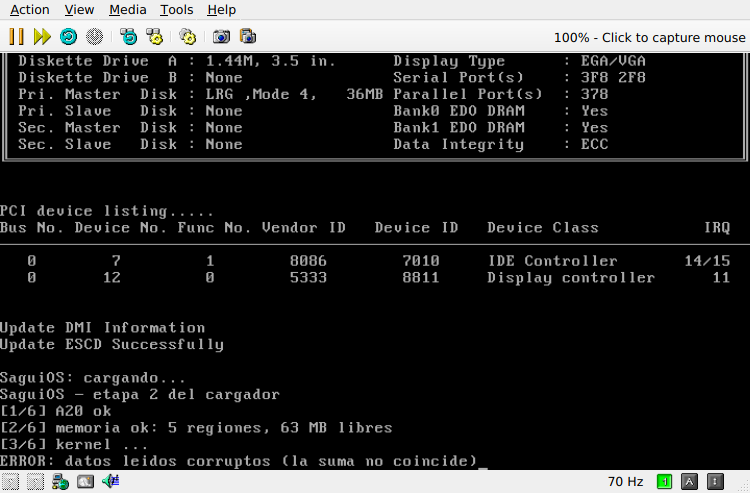 Action View Media Tools Help
100% - Click to capture mouse
Diskette Drive A : 1.44M, 3.5 in. Display Type : EGA/VGA
Diskette Drive B : None Serial Port(s) : 3F8 2F8
Pri. Master Disk : LRG ,Mode 4, 36MB Parallel Port(s) : 378
Pri. Slave Disk : None Bank0 EDO DRAM : Yes
Sec. Master Disk : None Bank1 EDO DRAM : Yes
Sec. Slave Disk : None Data Integrity : ECC
PCI device listing.....
Bus No. Device No. Func No. Vendor ID Device ID Device Class IRQ
0 7 1 8086 7010 IDE Controller 14/15
0 12 0 5333 8811 Display controller 11
Update DMI Information
Update ESCD Successfully
SaguiOS: cargando...
SaguiOS - etapa 2 del cargador
[1/6] A20 ok
[2/6] memoria ok: 5 regiones, 63 MB libres
[3/6] kernel ...
ERROR: datos leidos corruptos (la suma no coincide)_
70 Hz
A